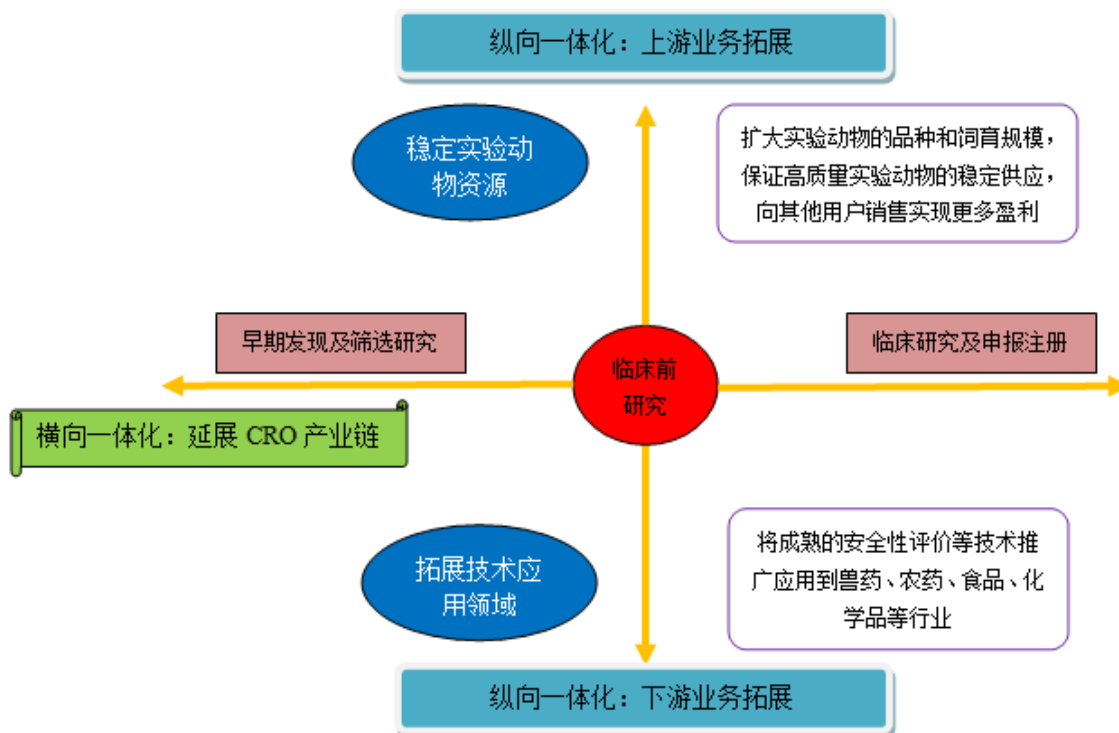 纵向一体化：上游业务拓展
稳定实验动
物资源
扩大实验动物的品种和饲育规模，
保证高质量实验动物的稳定供应，
向其他用户销售实现更多盈利
早期发现及筛选研究
临床前
研究
临床研究及申报注册
横向一体化：延展 CRO 产业链
拓展技术应
用领域
将成熟的安全性评价等技术推
广应用到兽药、农药、食品、化
学品等行业
纵向一体化：下游业务拓展